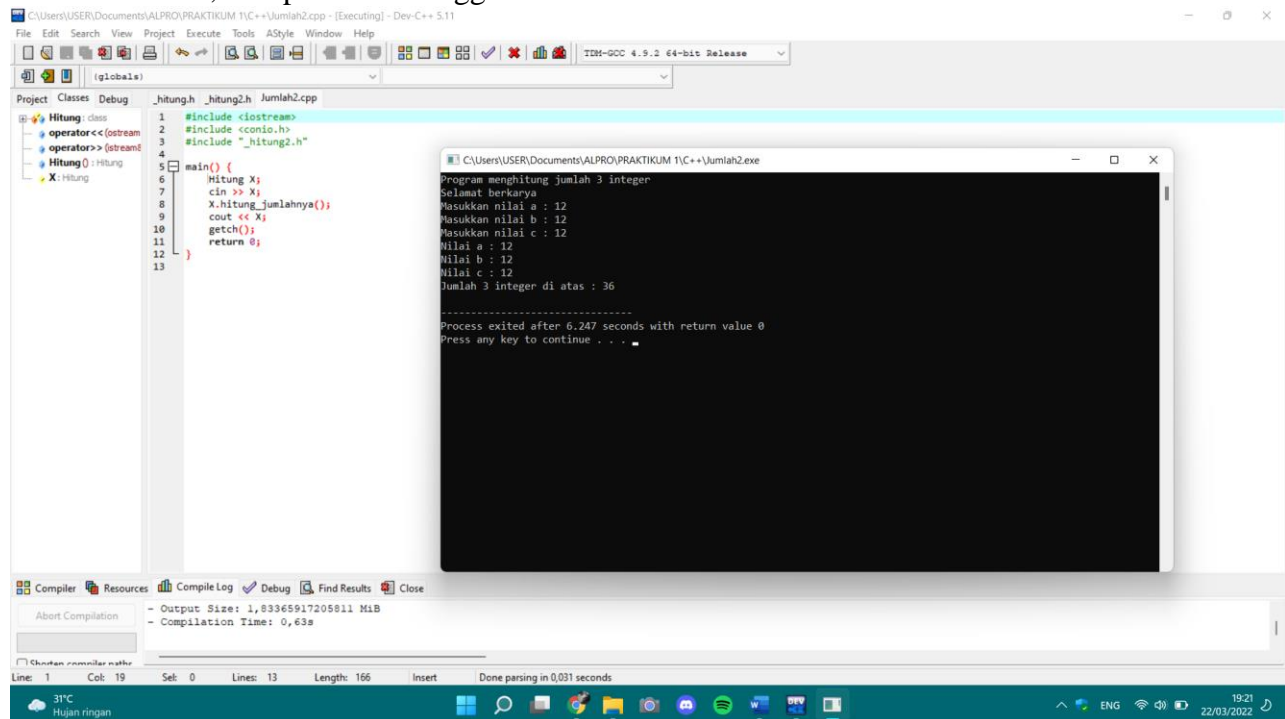 C:\Users\USER\Documents\ALPRO\PRAKTIKUM 1\C++\Jumlah2.cpp - [Executing] - Dev-C++ 5.11
File Edit Search View Project Execute Tools AStyle Window Help
TDM-GCC 4.9.2 64-bit Release
(globals)
Project Classes Debug
_hitung.h _hitung2.h Jumlah2.cpp
Hitung : class
operator<< (ostream
operator>> (istream&
Hitung () : Hitung
X : Hitung
1 #include <iostream>
2 #include <conio.h>
3 #include "_hitung2.h"
4
5 main() {
6 Hitung X;
7 cin >> X;
8 X.hitung_jumlahnya();
9 cout << X;
10 getch();
11 return 0;
12 }
13
C:\Users\USER\Documents\ALPRO\PRAKTIKUM 1\C++\Jumlah2.exe
Program menghitung jumlah 3 integer
Selamat berkarya
Masukkan nilai a : 12
Masukkan nilai b : 12
Masukkan nilai c : 12
Nilai a : 12
Nilai b : 12
Nilai c : 12
Jumlah 3 integer di atas : 36
--------------------------------
Process exited after 6.247 seconds with return value 0
Press any key to continue . . .
Compiler Resources Compile Log Debug Find Results Close
Abort Compilation
- Output Size: 1,83365917205811 MiB
- Compilation Time: 0,63s
Shorten compiler paths
Line: 1 Col: 19 Sel: 0 Lines: 13 Length: 166 Insert Done parsing in 0,031 seconds
31°C
Hujan ringan
ENG
19:21
22/03/2022